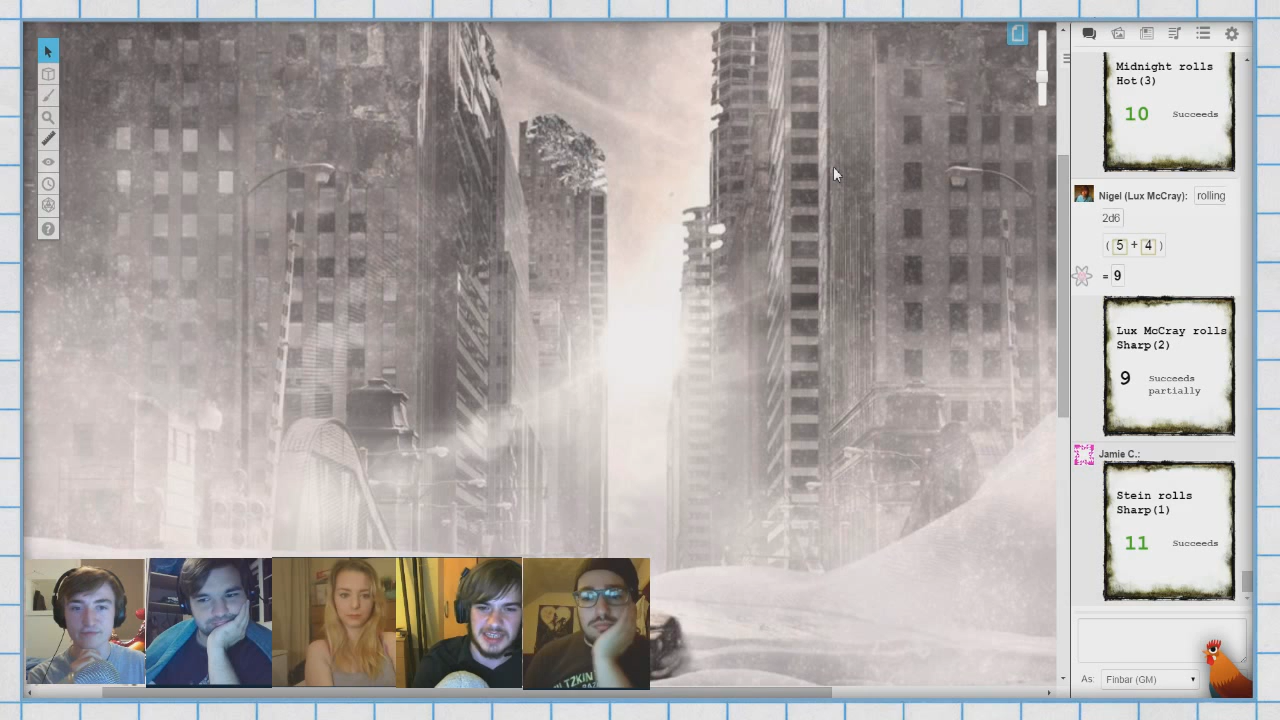 Midnight rolls
Hot(3)
10 Succeeds
Nigel (Lux McCray): rolling
2d6
( 5 + 4 )
= 9
Lux McCray rolls
Sharp(2)
9 Succeeds
partially
Jamie C.:
Stein rolls
Sharp(1)
11 Succeeds
As: Finbar (GM)
TZKIN